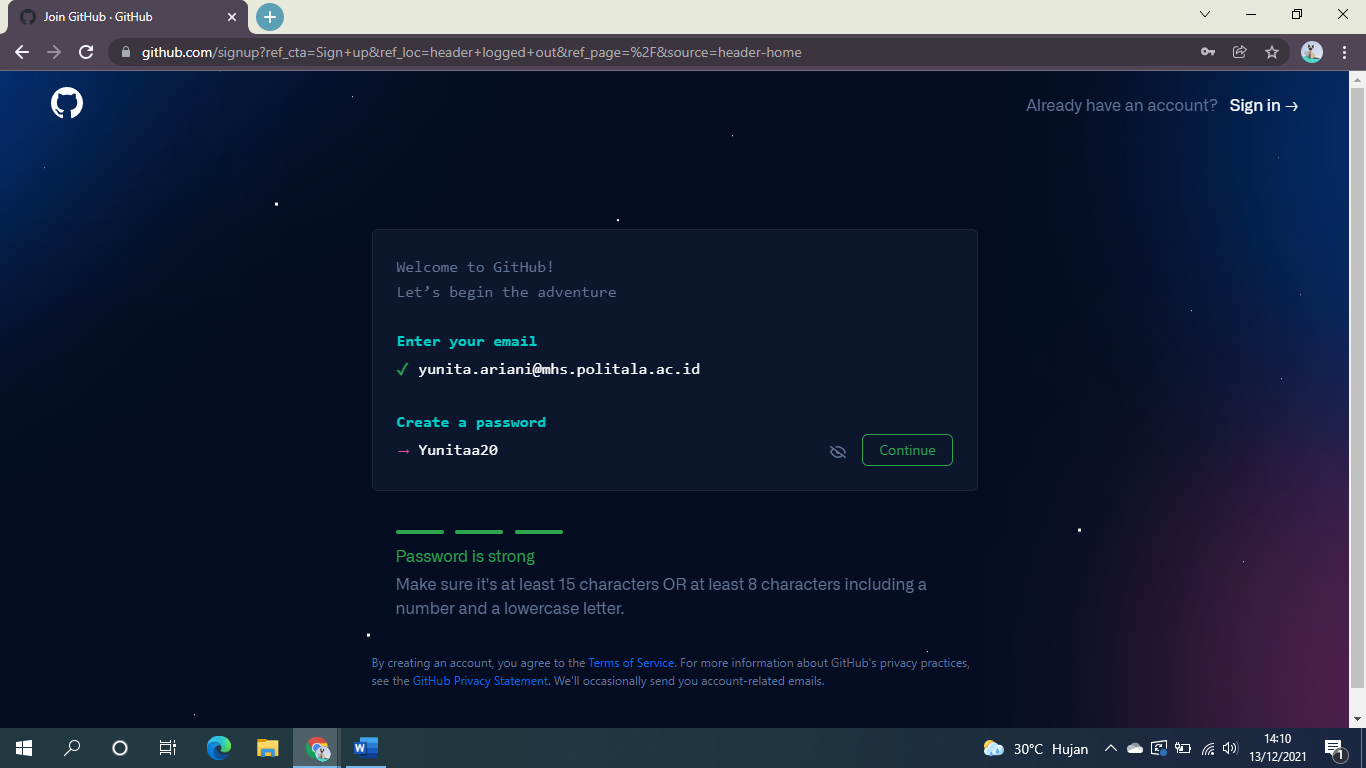 Join GitHub · GitHub
github.com/signup?ref_cta=Sign+up&ref_loc=header+logged+out&ref_page=%2F&source=header-home
Already have an account? Sign in →
Welcome to GitHub!
Let’s begin the adventure
Enter your email
✓ yunita.ariani@mhs.politala.ac.id
Create a password
→ Yunitaa20
Continue
Password is strong
Make sure it's at least 15 characters OR at least 8 characters including a
number and a lowercase letter.
By creating an account, you agree to the Terms of Service. For more information about GitHub's privacy practices,
see the GitHub Privacy Statement. We'll occasionally send you account-related emails.
30°C Hujan
14:10
13/12/2021
1